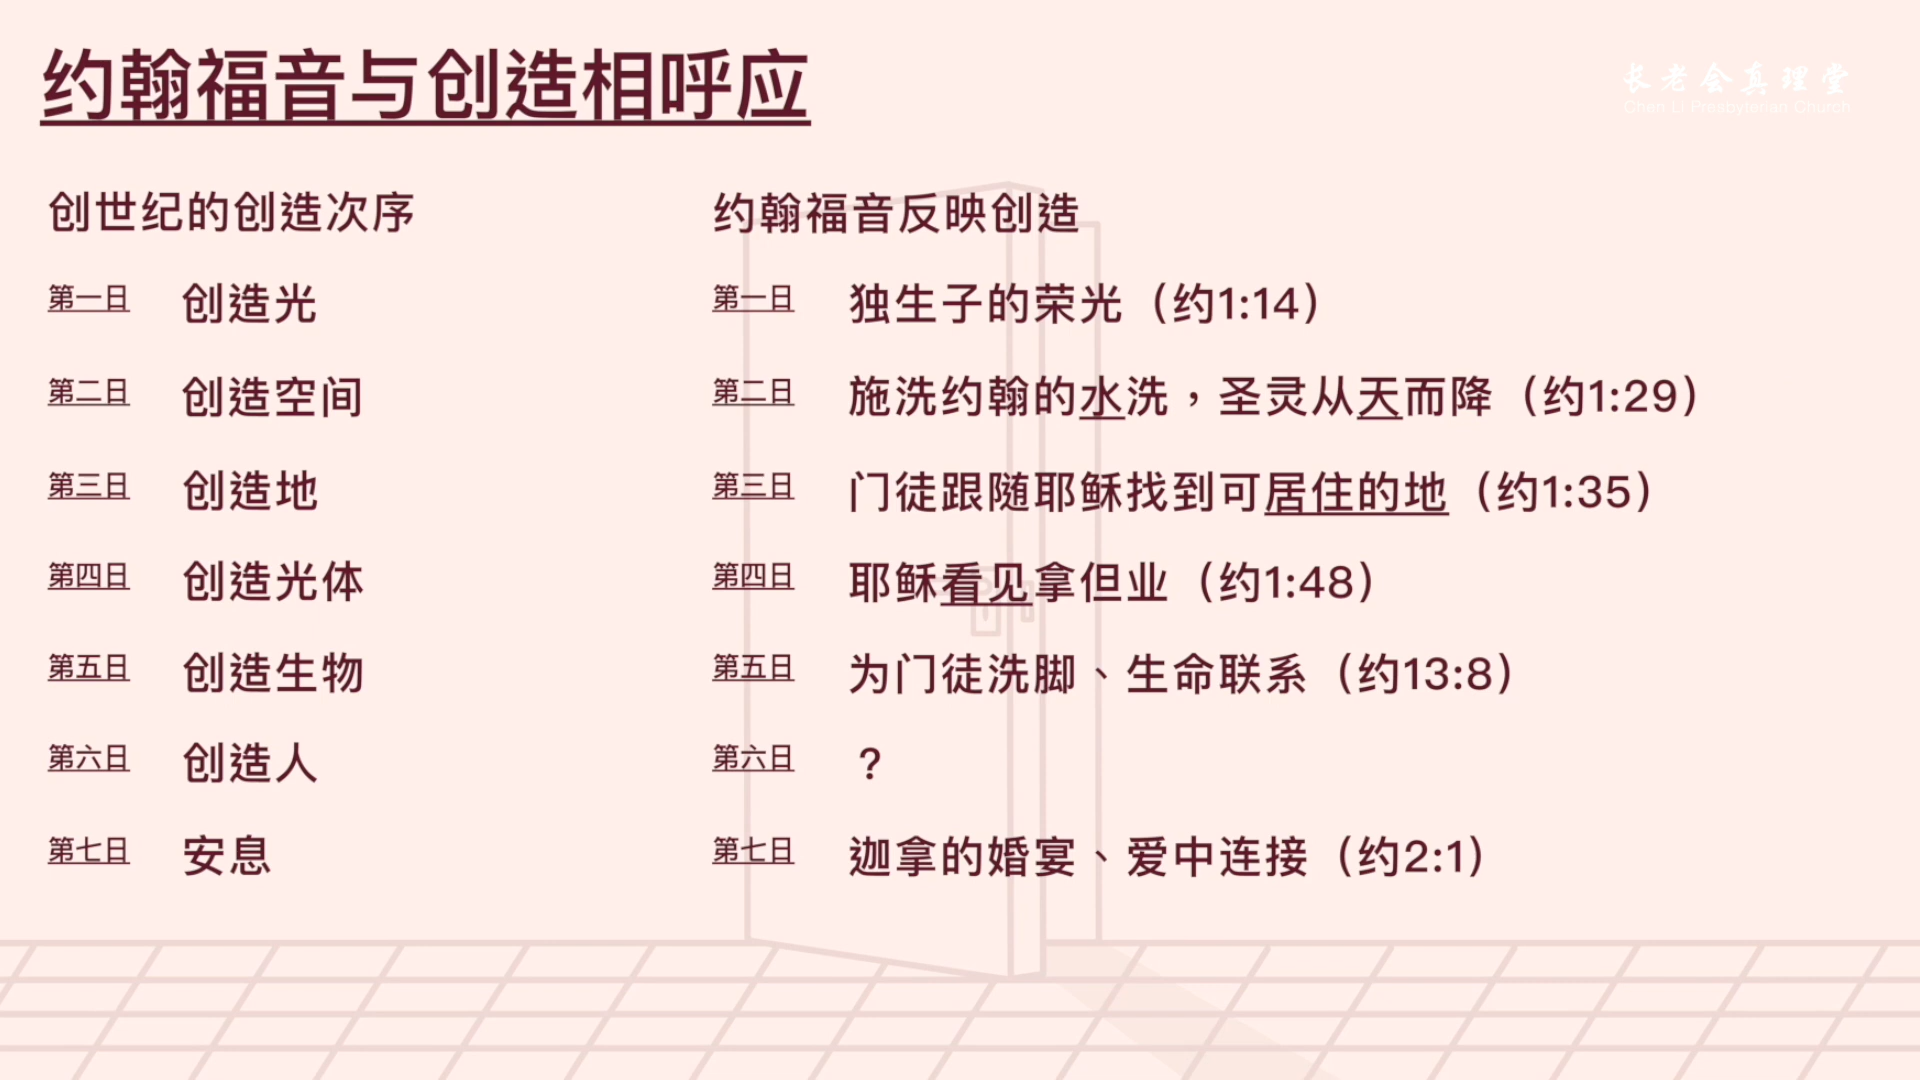 约翰福音与创造相呼应
长老会真理堂
Chen Li Presbyterian Church
创世纪的创造次序
第一日 创造光
第二日 创造空间
第三日 创造地
第四日 创造光体
第五日 创造生物
第六日 创造人
第七日 安息
约翰福音反映创造
第一日 独生子的荣光（约1:14）
第二日 施洗约翰的水洗，圣灵从天而降（约1:29）
第三日 门徒跟随耶稣找到可居住的地（约1:35）
第四日 耶稣看见拿但业（约1:48）
第五日 为门徒洗脚、生命联系（约13:8）
第六日 ？
第七日 迦拿的婚宴、爱中连接（约2:1）